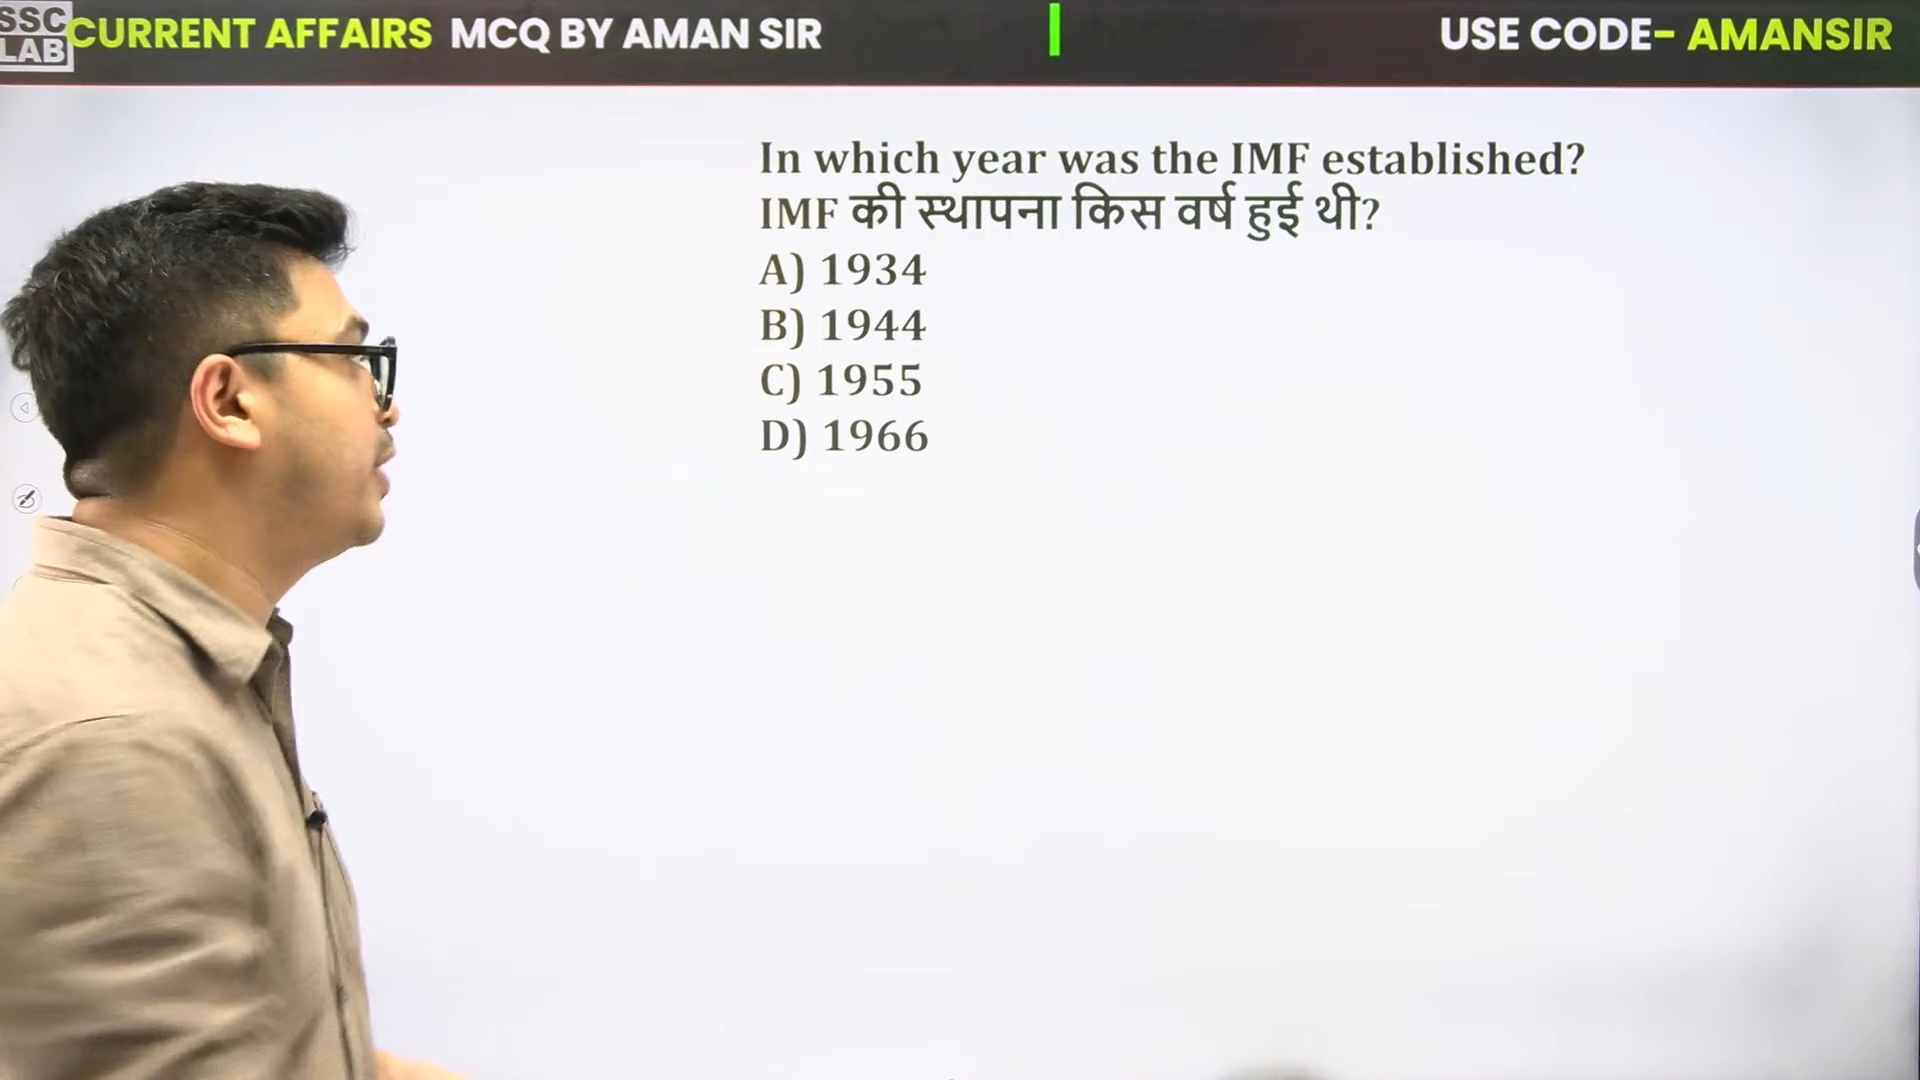 SSC
LAB
CURRENT AFFAIRS MCQ BY AMAN SIR
USE CODE- AMANSIR
In which year was the IMF established?
IMF की स्थापना किस वर्ष हुई थी?
A) 1934
B) 1944
C) 1955
D) 1966